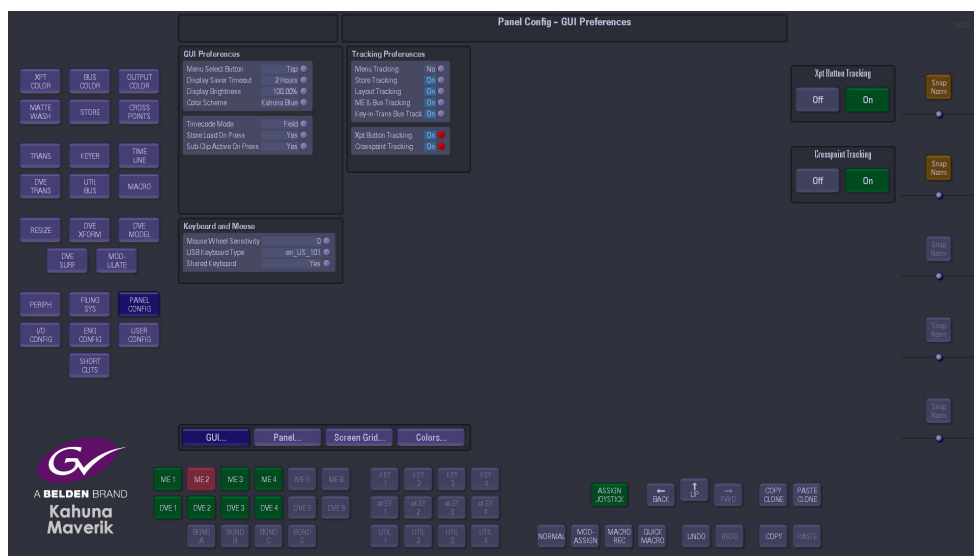 Panel Config - GUI Preferences
GUI Preferences
Menu Select Button Top
Display Saver Timeout 2 Hours
Display Brightness 100.00%
Color Scheme Kahuna Blue
Timecode Mode Field
Store Load On Press Yes
Sub-Clip Active On Press Yes
Tracking Preferences
Menu Tracking No
Store Tracking On
Layout Tracking On
ME & Bus Tracking On
Key-in-Trans Bus Track On
Xpt Button Tracking On
Crosspoint Tracking On
Keyboard and Mouse
Mouse Wheel Sensitivity 0
USB Keyboard Type en_US_101
Shared Keyboard Yes
XPT COLOR
BUS COLOR
OUTPUT COLOR
MATTE WASH
STORE
CROSS POINTS
TRANS
KEYER
TIME LINE
DVE TRANS
UTIL BUS
MACRO
RESIZE
DVE XFORM
DVE MODEL
DVE SURF
MOD- ULATE
PERIPH
FILING SYS
PANEL CONFIG
I/O CONFIG
ENG CONFIG
USER CONFIG
SHORT CUTS
Xpt Button Tracking
Off On
Snap Norm
Crosspoint Tracking
Off On
Snap Norm
Snap Norm
Snap Norm
Snap Norm
GUI... Panel... Screen Grid... Colors...
GV
A BELDEN BRAND
Kahuna
Maverik
ME 1 ME 2 ME 3 ME 4 ME 5 ME 6
DVE 1 DVE 2 DVE 3 DVE 4 DVE 5 DVE 6
BGND A BGND B BGND C BGND D
KEY 1 KEY 2 KEY 3 KEY 4
øKEY 1 øKEY 2 øKEY 3 øKEY 4
UTIL 1 UTIL 2 UTIL 3 UTIL 4
ASSIGN JOYSTICK
← BACK
↑ UP
→ FWD
COPY CLONE
PASTE CLONE
NORMAL
MOD- ASSIGN
MACRO REC
QUICK MACRO
UNDO
REDO
COPY
PASTE